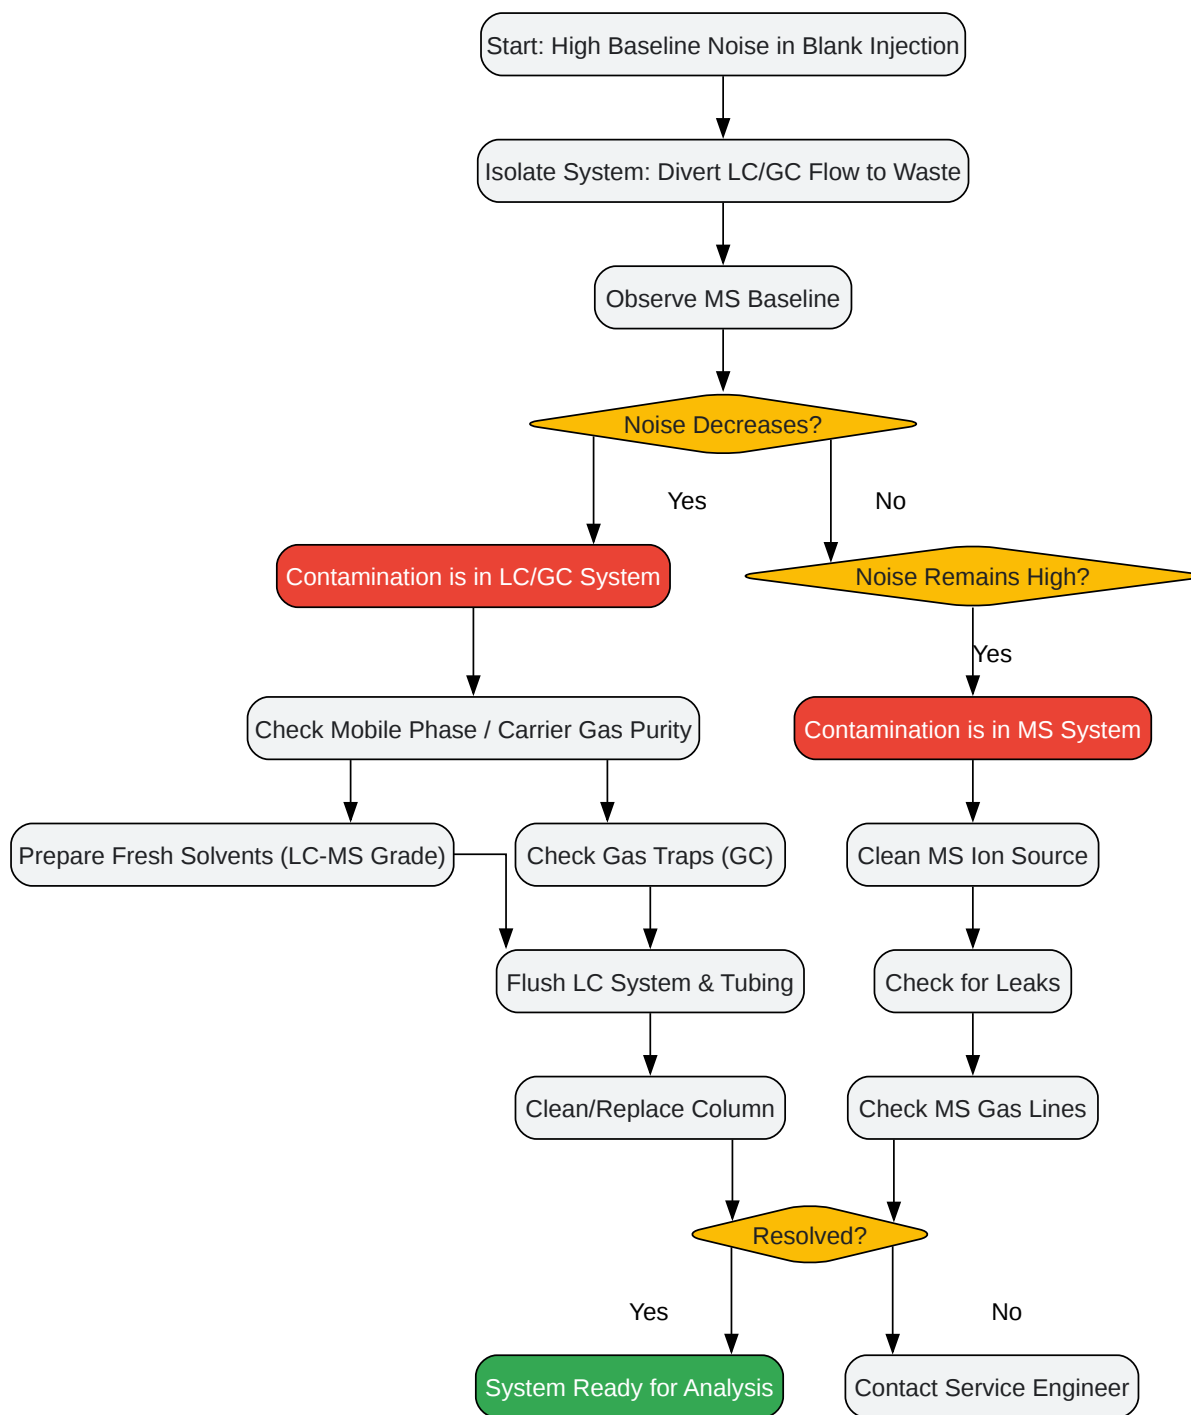 Start: High Baseline Noise in Blank Injection
Isolate System: Divert LC/GC Flow to Waste
Observe MS Baseline
Noise Decreases?
Yes
No
Contamination is in LC/GC System
Noise Remains High?
Yes
Check Mobile Phase / Carrier Gas Purity
Contamination is in MS System
Prepare Fresh Solvents (LC-MS Grade)
Check Gas Traps (GC)
Clean MS Ion Source
Flush LC System & Tubing
Check for Leaks
Clean/Replace Column
Check MS Gas Lines
Resolved?
Yes
No
System Ready for Analysis
Contact Service Engineer